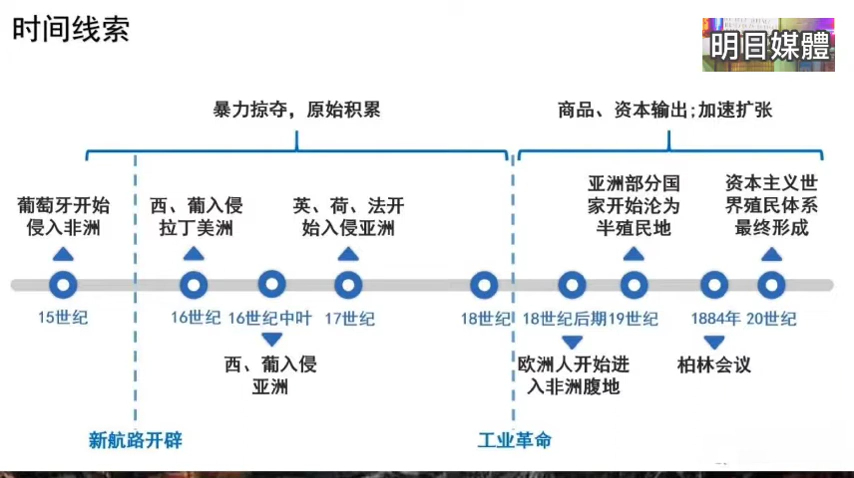 时间线索
明日媒體
暴力掠夺，原始积累
商品、资本输出;加速扩张
葡萄牙开始
侵入非洲
西、葡入侵
拉丁美洲
英、荷、法开
始入侵亚洲
亚洲部分国
家开始沦为
半殖民地
资本主义世
界殖民体系
最终形成
15世纪
16世纪
16世纪中叶
17世纪
18世纪
18世纪后期
19世纪
1884年
20世纪
西、葡入侵
亚洲
欧洲人开始进
入非洲腹地
柏林会议
新航路开辟
工业革命